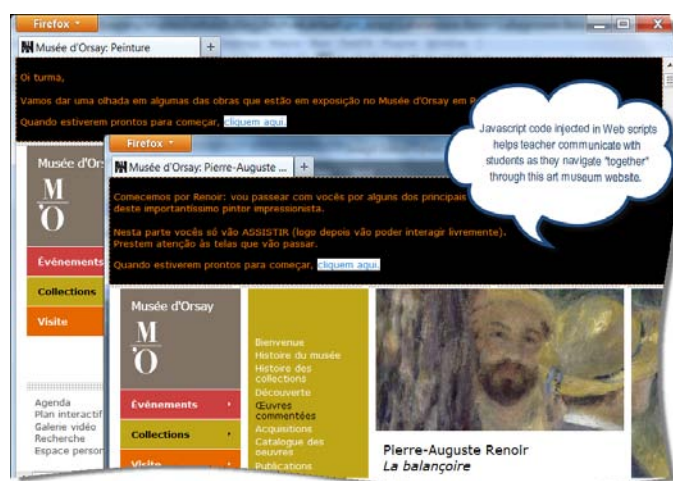 Firefox
Musée d'Orsay: Peinture
+
Oi turma,
Vamos dar uma olhada em algumas das obras que estão em exposição no Musée d'Orsay em
Quando estiverem prontos para começar, cliquem aqui.
Javascript code injected in Web scripts
helps teacher communicate with
students as they navigate "together"
through this art museum website.
Musée d'Or
M
O
Événements
Collections
Visite
Agenda
Plan interactif
Galerie vidéo
Recherche
Espace person
Firefox
Musée d'Orsay: Pierre-Auguste ...
+
Comecemos por Renoir: vou passear com vocês por alguns dos principais
deste importantíssimo pintor impressionista.
Nesta parte vocês só vão ASSISTIR (logo depois vão poder interagir livremente).
Prestem atenção às telas que vão passar.
Quando estiverem prontos para começar, cliquem aqui.
Musée d'Orsay
M
O
Événements
Collections
Visite
Bienvenue
Histoire du musée
Histoire des
collections
Découverte
Œuvres
commentées
Acquisitions
Catalogue des
oeuvres
Publications
Pierre-Auguste Renoir
La balançoire